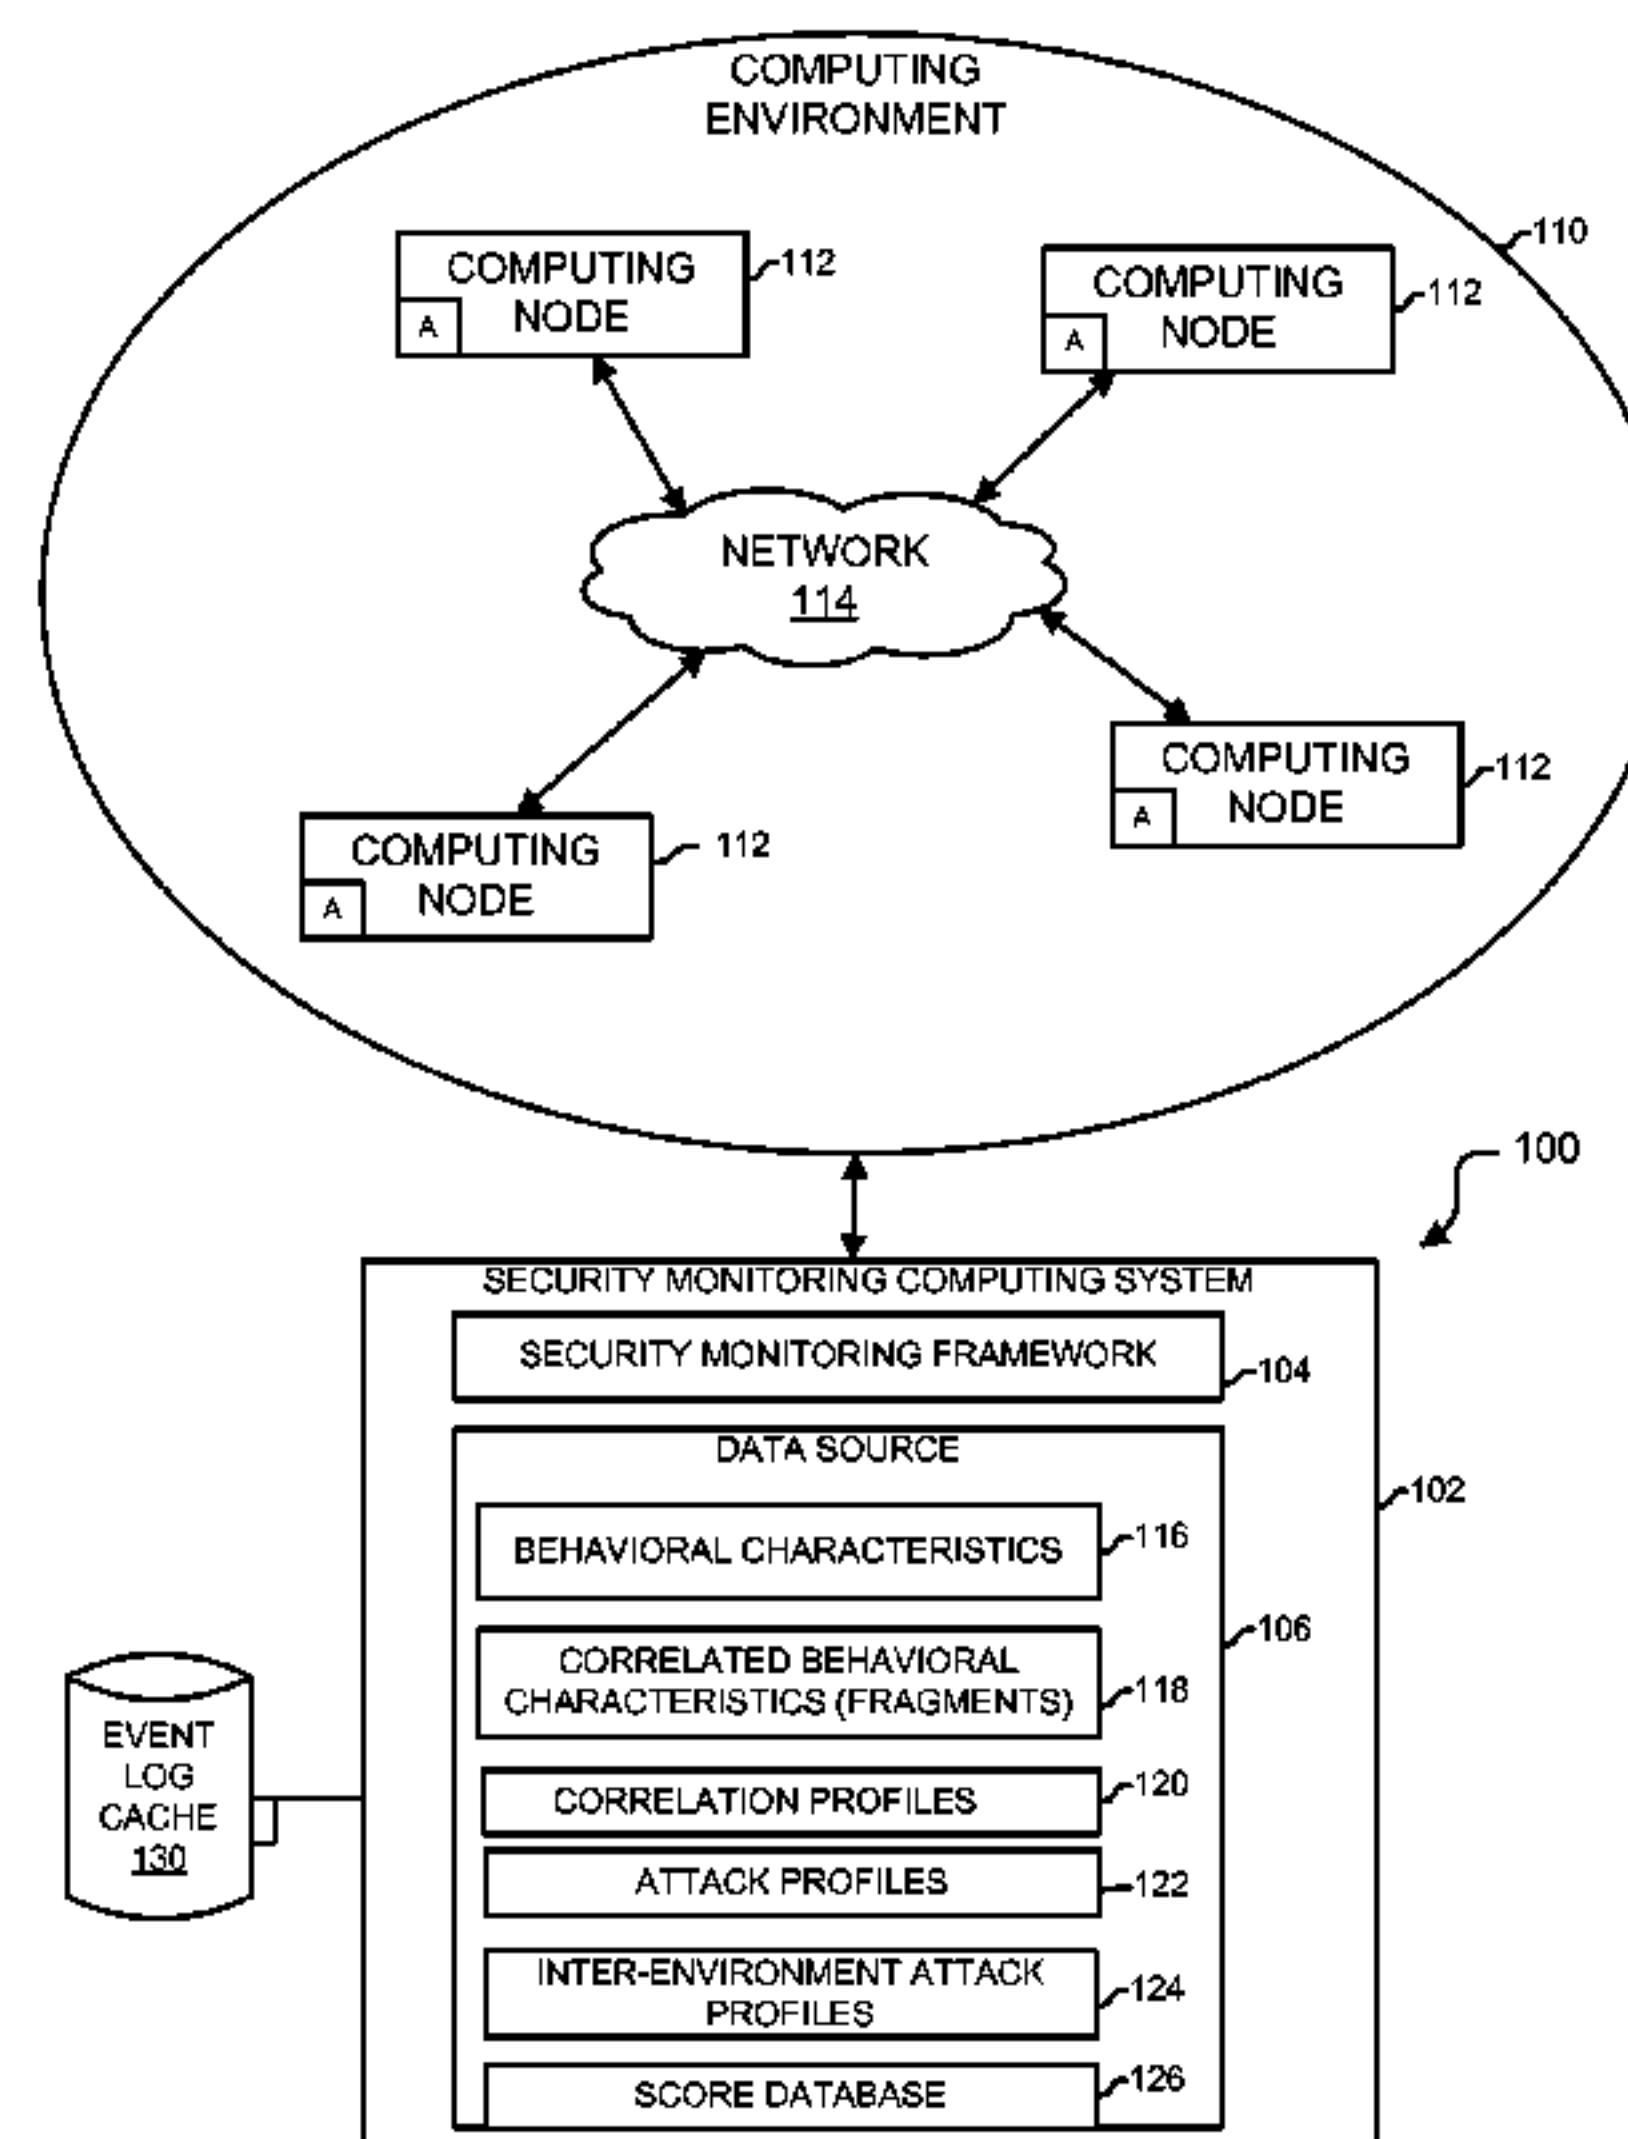 COMPUTING
ENVIRONMENT
110
COMPUTING
NODE
A
112
COMPUTING
NODE
A
112
NETWORK
114
COMPUTING
NODE
A
112
COMPUTING
NODE
A
112
100
SECURITY MONITORING COMPUTING SYSTEM
SECURITY MONITORING FRAMEWORK
104
DATA SOURCE
102
BEHAVIORAL CHARACTERISTICS
116
106
CORRELATED BEHAVIORAL
CHARACTERISTICS (FRAGMENTS)
118
CORRELATION PROFILES
120
ATTACK PROFILES
122
INTER-ENVIRONMENT ATTACK
PROFILES
124
SCORE DATABASE
126
EVENT
LOG
CACHE
130